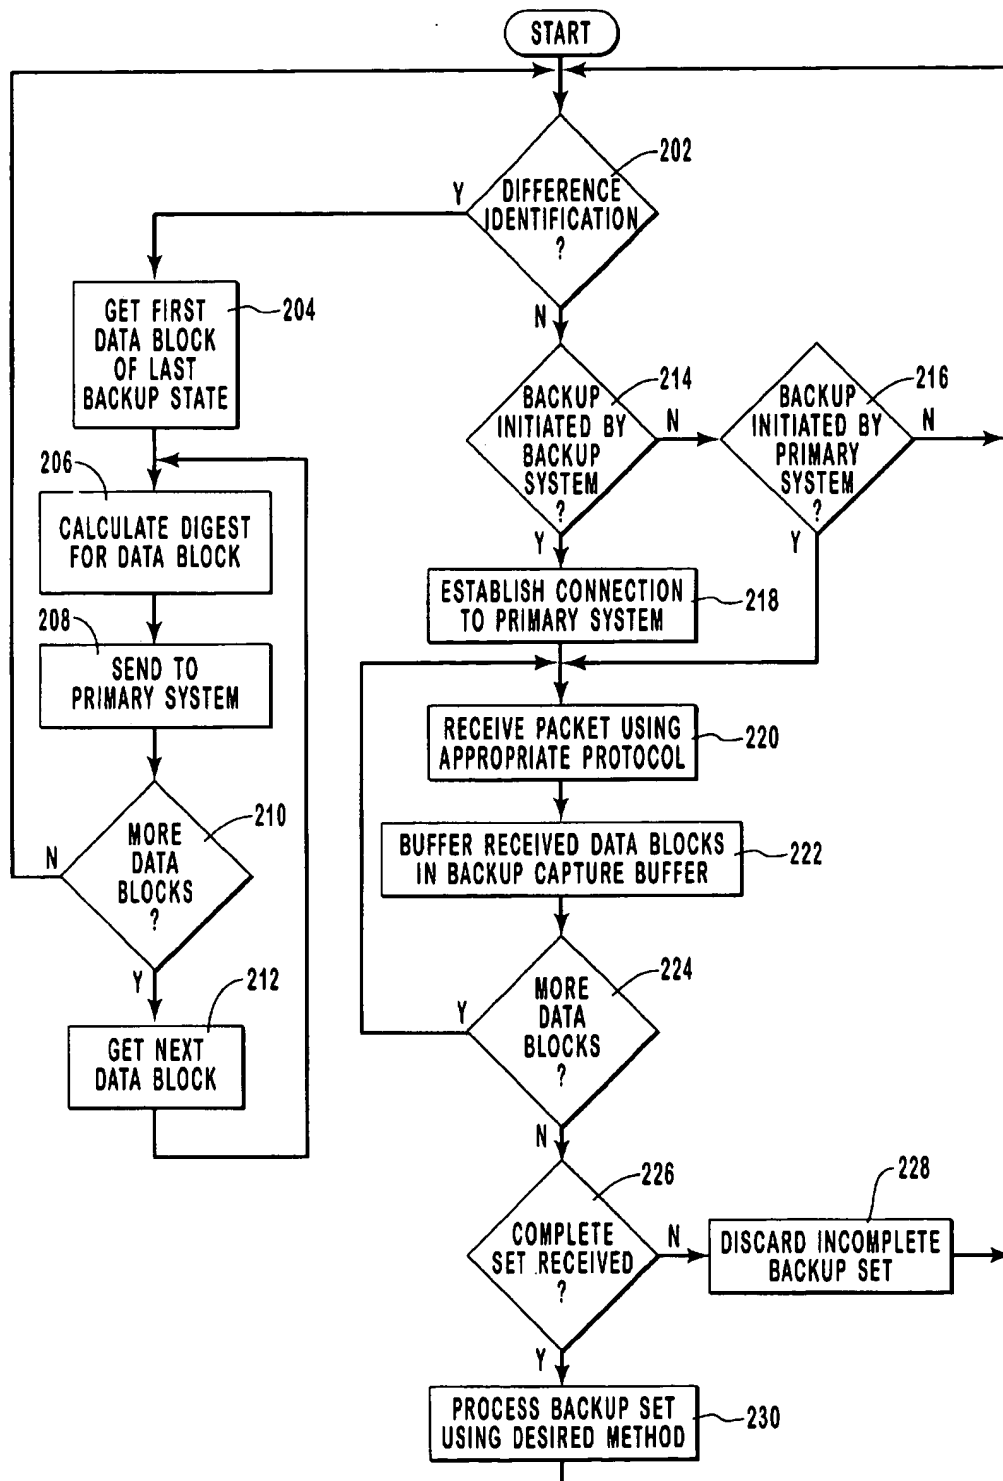 START
202
DIFFERENCE
IDENTIFICATION
?
Y
N
GET FIRST
DATA BLOCK
OF LAST
BACKUP STATE
204
206
CALCULATE DIGEST
FOR DATA BLOCK
208
SEND TO
PRIMARY SYSTEM
210
MORE
DATA
BLOCKS
?
N
Y
212
GET NEXT
DATA BLOCK
214
BACKUP
INITIATED BY
BACKUP
SYSTEM
?
N
Y
216
BACKUP
INITIATED BY
PRIMARY
SYSTEM
?
N
Y
ESTABLISH CONNECTION
TO PRIMARY SYSTEM
218
RECEIVE PACKET USING
APPROPRIATE PROTOCOL
220
BUFFER RECEIVED DATA BLOCKS
IN BACKUP CAPTURE BUFFER
222
224
MORE
DATA
BLOCKS
?
Y
N
226
COMPLETE
SET RECEIVED
?
N
Y
228
DISCARD INCOMPLETE
BACKUP SET
PROCESS BACKUP SET
USING DESIRED METHOD
230